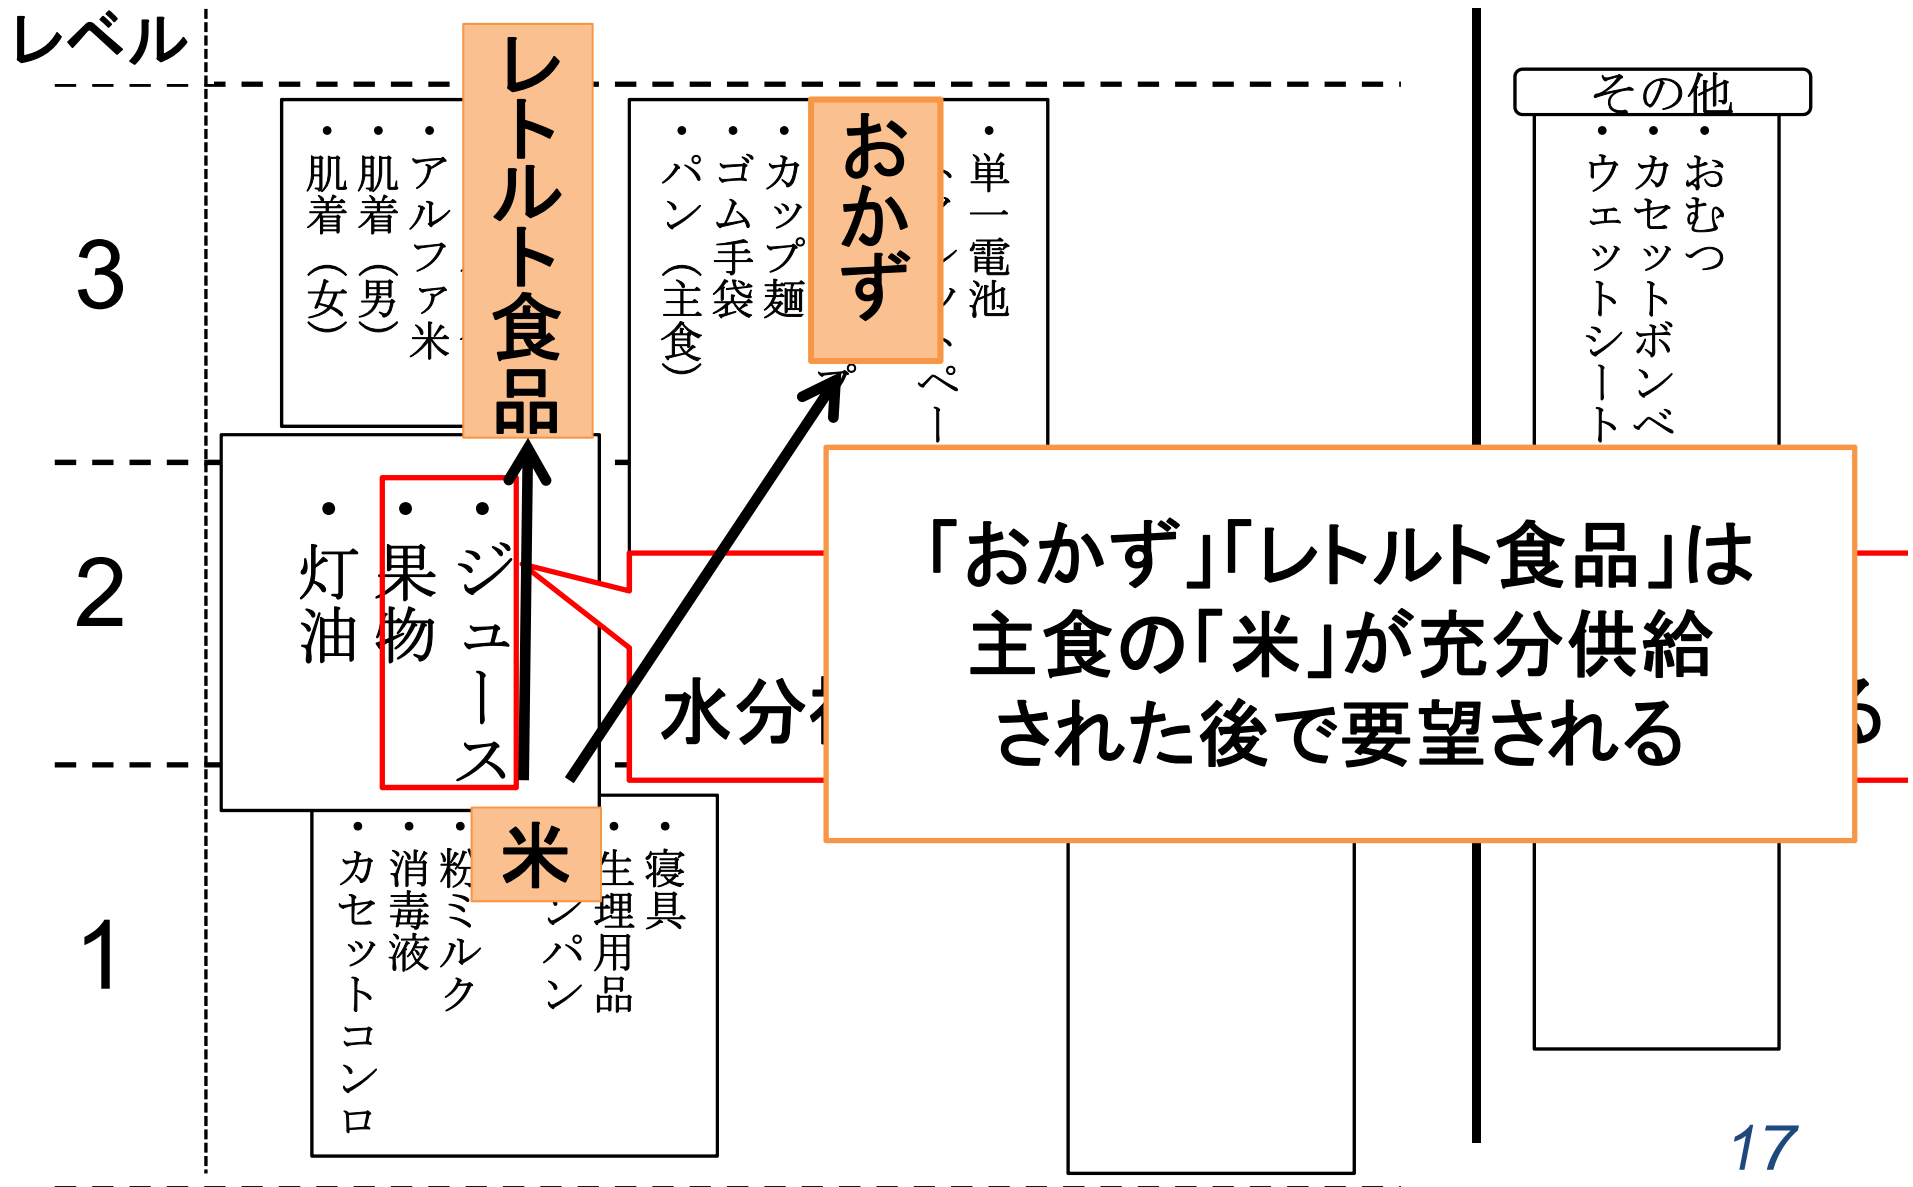 レベル
3
2
1
レトルト食品
・アルファ米
・肌着（男）
・肌着（女）
おかず
・単一電池
・カップ麺
・ゴム手袋
・パン（主食）
その他
・おむつ
・カセットボンベ
・ウェットシート
・ジュース
・果物
・灯油
「おかず」「レトルト食品」は
主食の「米」が充分供給
された後で要望される
水分
る
米
・寝具
・生理用品
ンパン
・粉ミルク
・消毒液
・カセットコンロ
17